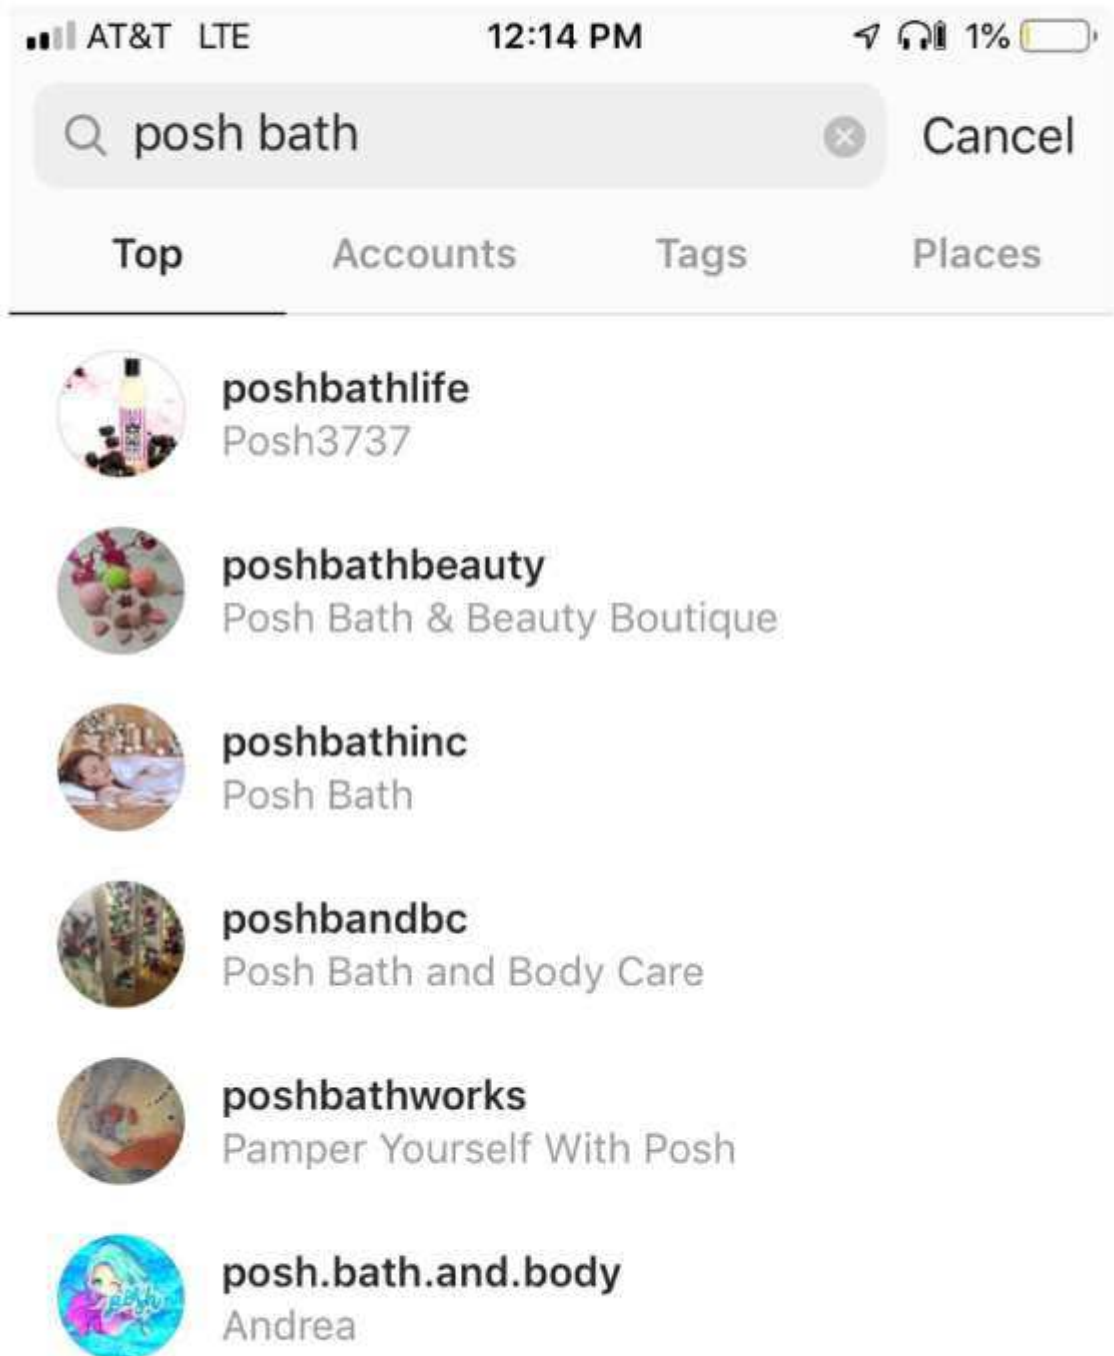 AT&T LTE 12:14 PM 1%
posh bath Cancel
Top Accounts Tags Places
poshbathlife
Posh3737
poshbathbeauty
Posh Bath & Beauty Boutique
poshbathinc
Posh Bath
poshbandbc
Posh Bath and Body Care
poshbathworks
Pamper Yourself With Posh
posh.bath.and.body
Andrea